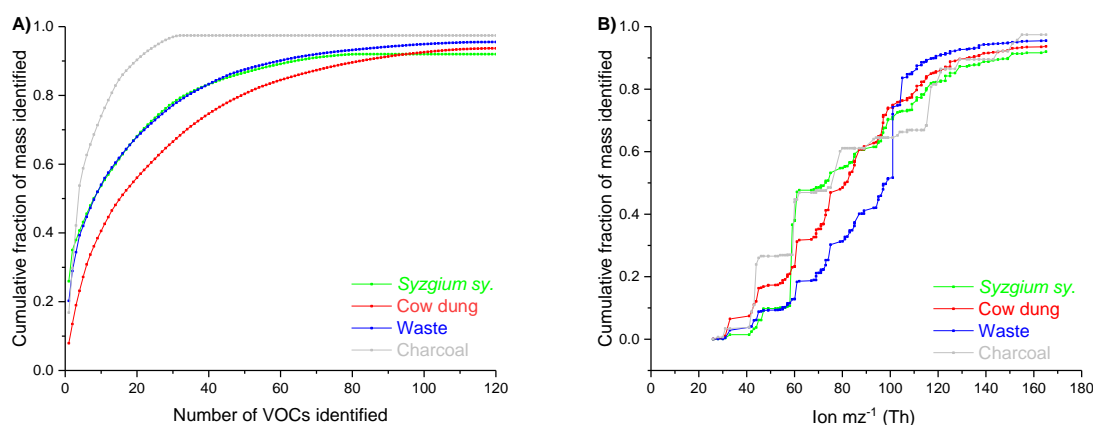 A)
Cumulative fraction of mass identified
1.0
0.8
0.6
0.4
0.2
0.0
Syzgium sy.
Cow dung
Waste
Charcoal
0 20 40 60 80 100 120
Number of VOCs identified
B)
Cumulative fraction of mass identified
1.0
0.8
0.6
0.4
0.2
0.0
Syzgium sy.
Cow dung
Waste
Charcoal
0 20 40 60 80 100 120 140 160 180
Ion mz⁻¹ (Th)